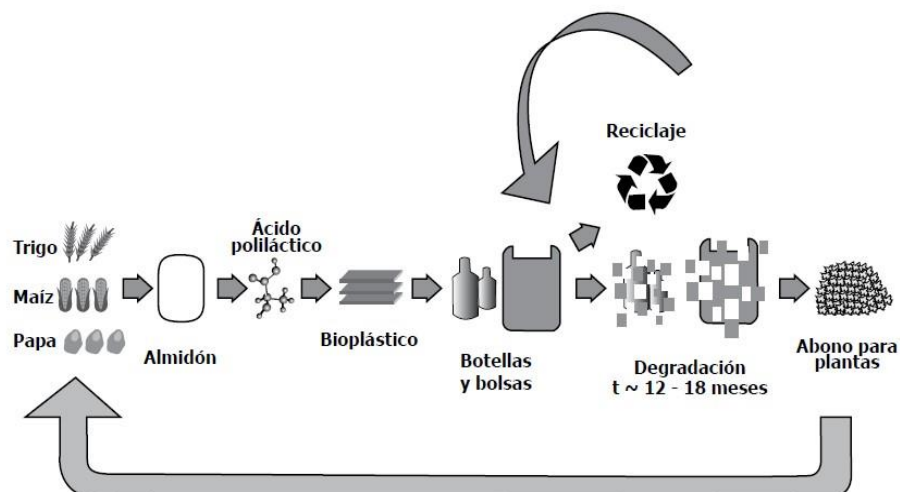 Reciclaje
Ácido
poliláctico
Trigo
Maíz
Papa
Almidón
Bioplástico
Botellas
y bolsas
Degradación
t ~ 12 - 18 meses
Abono para
plantas